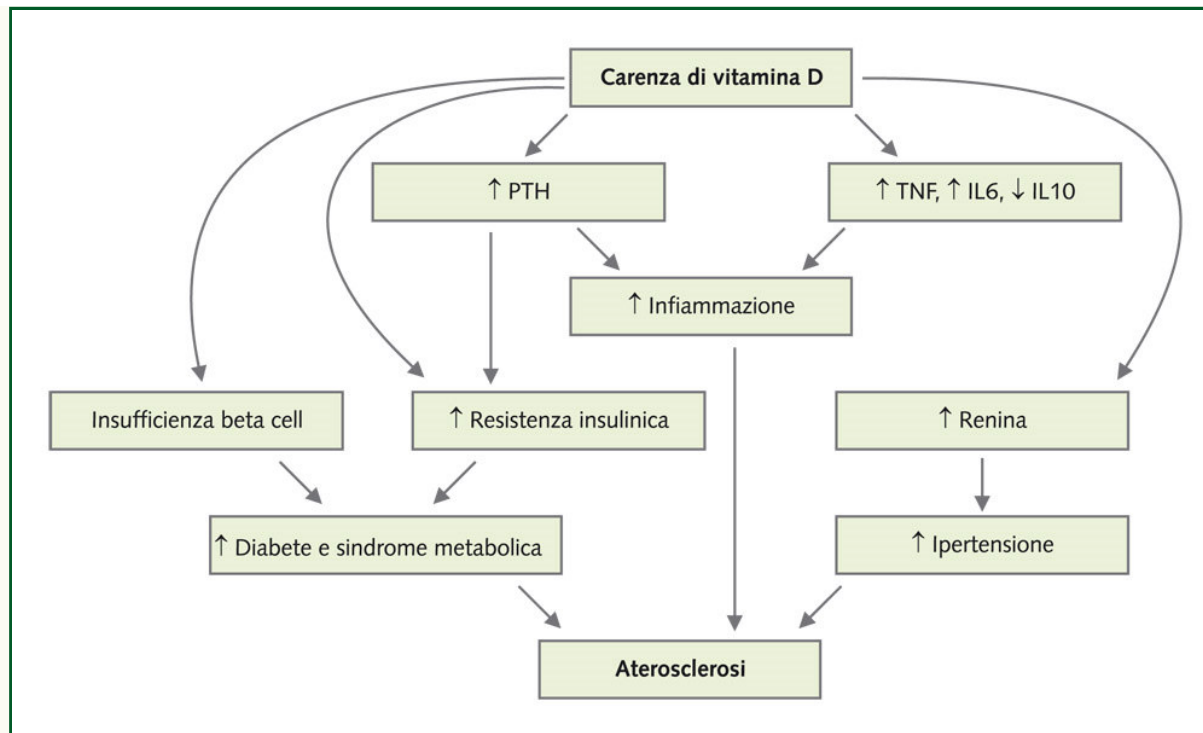 Carenza di vitamina D
↑ PTH
↑ TNF, ↑ IL6, ↓ IL10
↑ Infiammazione
Insufficienza beta cell
↑ Resistenza insulinica
↑ Renina
↑ Diabete e sindrome metabolica
↑ Ipertensione
Aterosclerosi